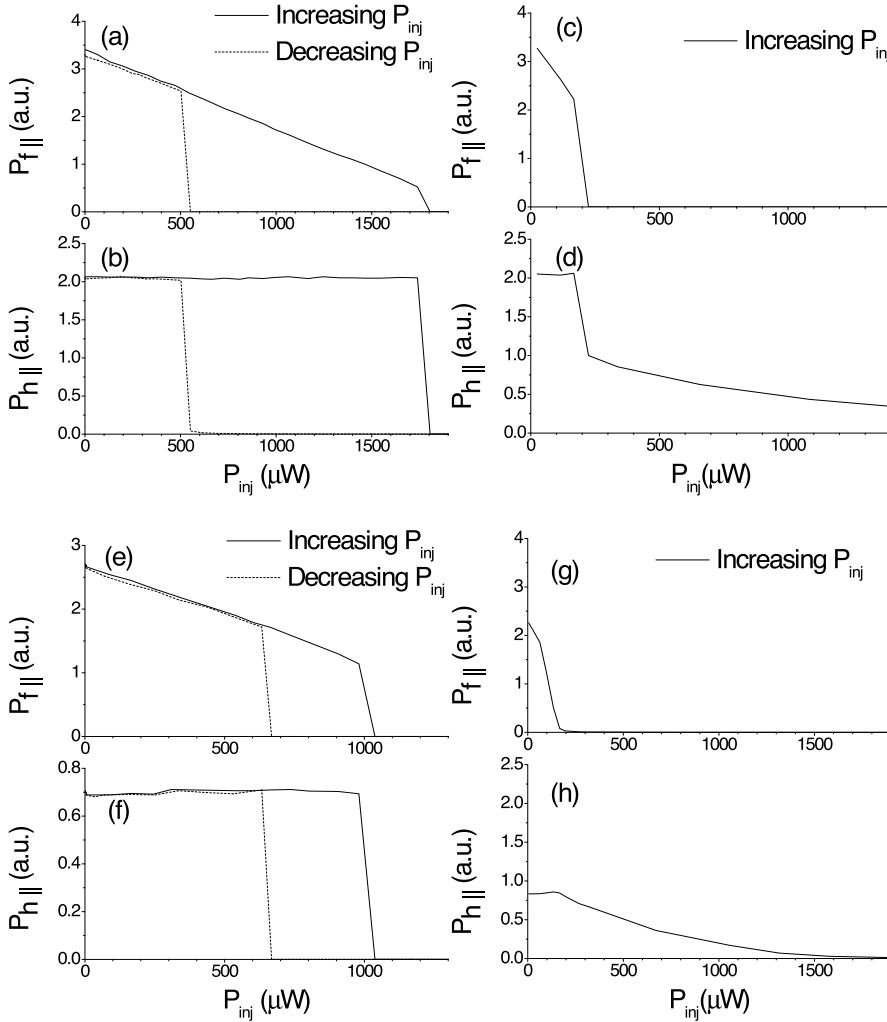 (a)
Increasing P_inj
Decreasing P_inj
P_f|| (a.u.)
4
3
2
1
0
0 500 1000 1500
(b)
P_h|| (a.u.)
2.5
2.0
1.5
1.0
0.5
0.0
0 500 1000 1500
P_inj (μW)
(c)
Increasing P_inj
P_f|| (a.u.)
4
3
2
1
0
0 500 1000
(d)
P_h|| (a.u.)
2.5
2.0
1.5
1.0
0.5
0.0
0 500 1000
P_inj(μW)
(e)
Increasing P_inj
Decreasing P_inj
P_f|| (a.u.)
3
2
1
0
0 500 1000
(f)
P_h|| (a.u.)
0.8
0.6
0.4
0.2
0.0
0 500 1000
P_inj (μW)
(g)
Increasing P_inj
P_f|| (a.u.)
4
3
2
1
0
0 500 1000 1500
(h)
P_h|| (a.u.)
2.5
2.0
1.5
1.0
0.5
0.0
0 500 1000 1500
P_inj(μW)